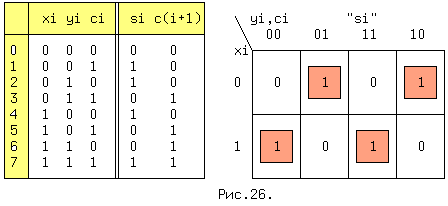 xi yi ci si c(i+1)
0 0 0 0 0 0
1 0 0 1 1 0
2 0 1 0 1 0
3 0 1 1 0 1
4 1 0 0 1 0
5 1 0 1 0 1
6 1 1 0 0 1
7 1 1 1 1 1
yi,ci "si"
00 01 11 10
xi
0 0 1 0 1
1 1 0 1 0
Рис.26.